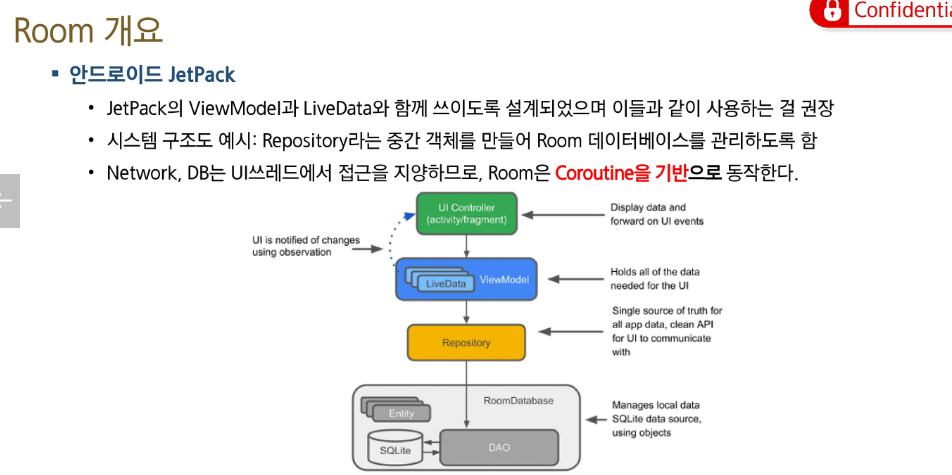 Room 개요
Confidentia
▪ 안드로이드 JetPack
• JetPack의 ViewModel과 LiveData와 함께 쓰이도록 설계되었으며 이들과 같이 사용하는 걸 권장
• 시스템 구조도 예시: Repository라는 중간 객체를 만들어 Room 데이터베이스를 관리하도록 함
• Network, DB는 UI쓰레드에서 접근을 지양하므로, Room은 Coroutine을 기반으로 동작한다.
UI Controller
(activity/fragment)
Display data and
forward on UI events
UI is notified of changes
using observation
LiveData
ViewModel
Holds all of the data
needed for the UI
Repository
Single source of truth for
all app data, clean API
for UI to communicate
with
RoomDatabase
Entity
SQLite
DAO
Manages local data
SQLite data source,
using objects